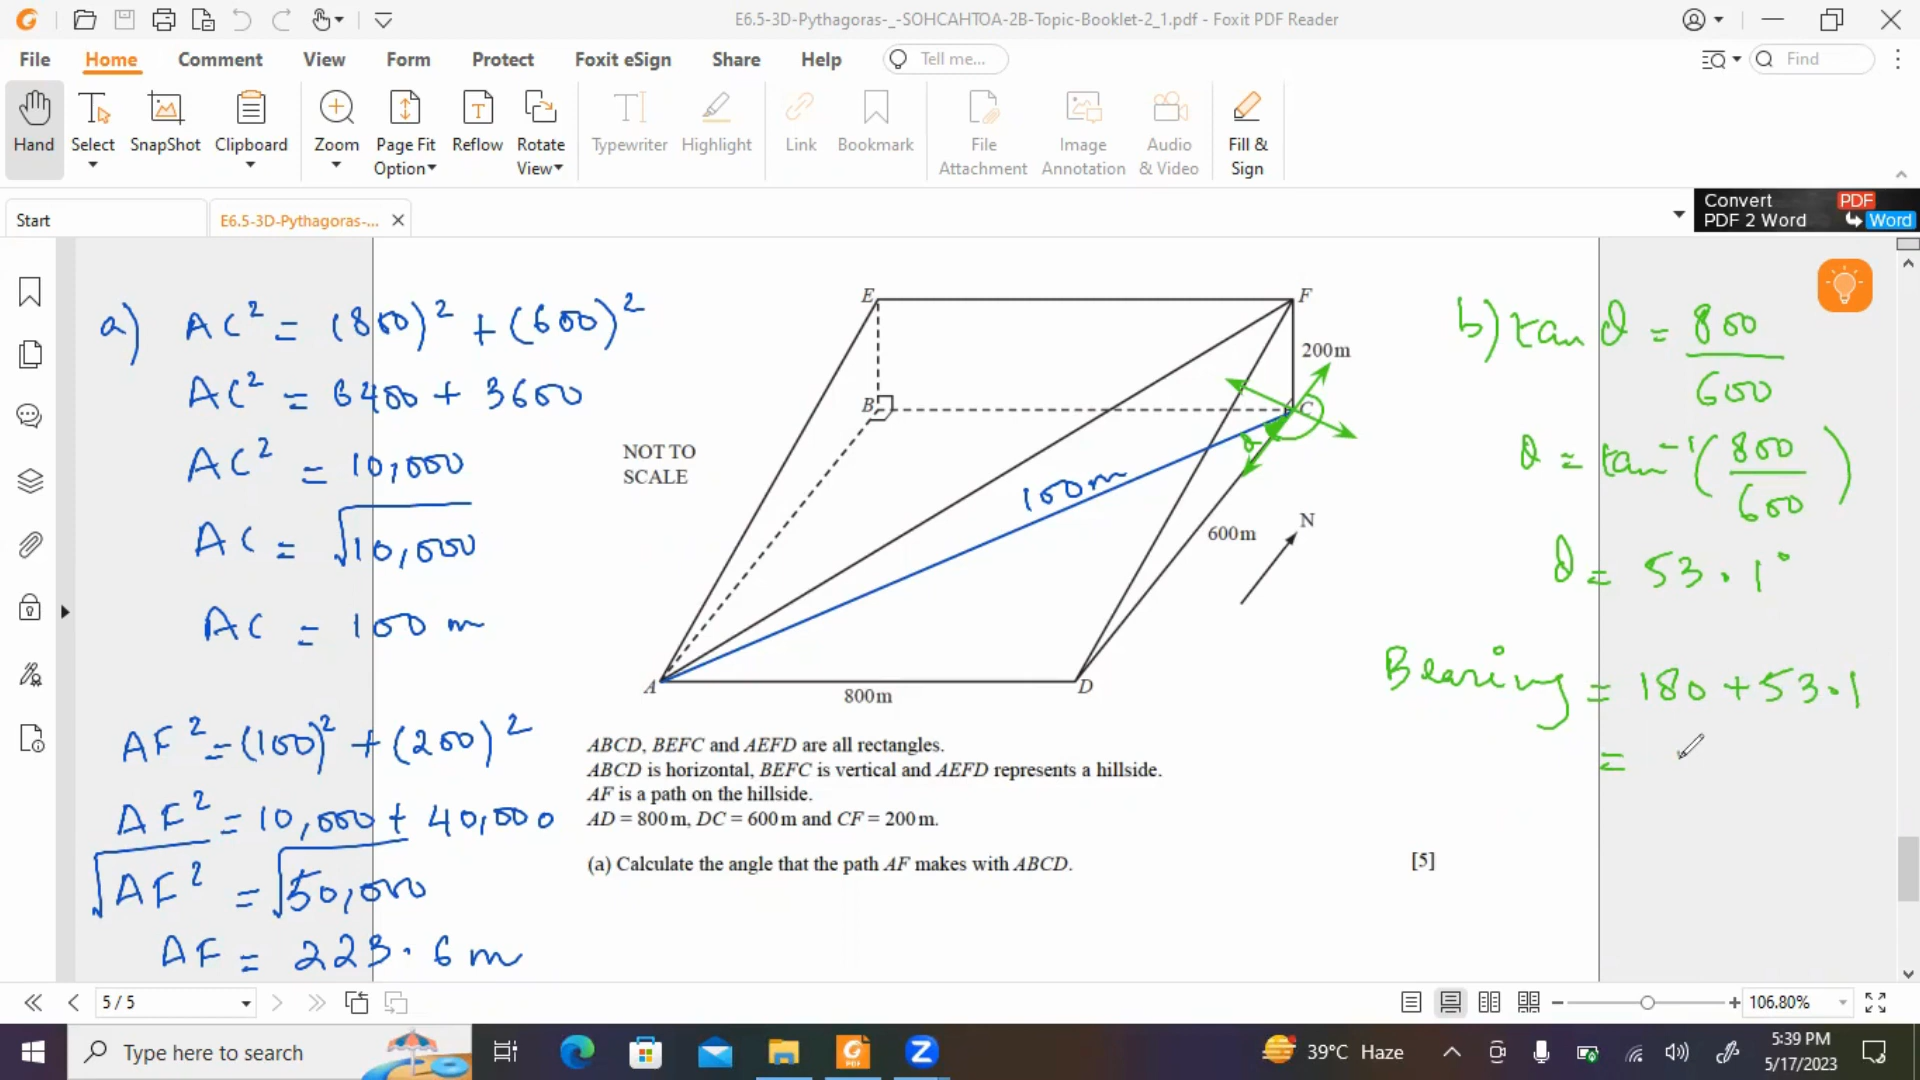 E6.5-3D-Pythagoras-_-SOHCAHTOA-2B-Topic-Booklet-2_1.pdf - Foxit PDF Reader
File Home Comment View Form Protect Foxit eSign Share Help Tell me... Find
Hand Select SnapShot Clipboard Zoom Page Fit Option Reflow Rotate View Typewriter Highlight Link Bookmark File Attachment Image Annotation Audio & Video Fill & Sign
Start E6.5-3D-Pythagoras-... Convert PDF 2 Word PDF Word
a) AC² = (800)² + (600)²
AC² = 6400 + 3600
AC² = 10,000
AC = √10,000
AC = 100 m
AF² = (100)² + (200)²
AF² = 10,000 + 40,000
√AF² = √50,000
AF = 223.6 m
E
F
200m
B
C
NOT TO
SCALE
100m
θ
600m
N
A
D
800m
ABCD, BEFC and AEFD are all rectangles.
ABCD is horizontal, BEFC is vertical and AEFD represents a hillside.
AF is a path on the hillside.
AD = 800m, DC = 600m and CF = 200m.
(a) Calculate the angle that the path AF makes with ABCD. [5]
b) tan θ = 800/600
θ = tan⁻¹(800/600)
θ = 53.1°
Bearing = 180 + 53.1
=
5 / 5 106.80%
Type here to search 39°C Haze 5:39 PM
5/17/2023